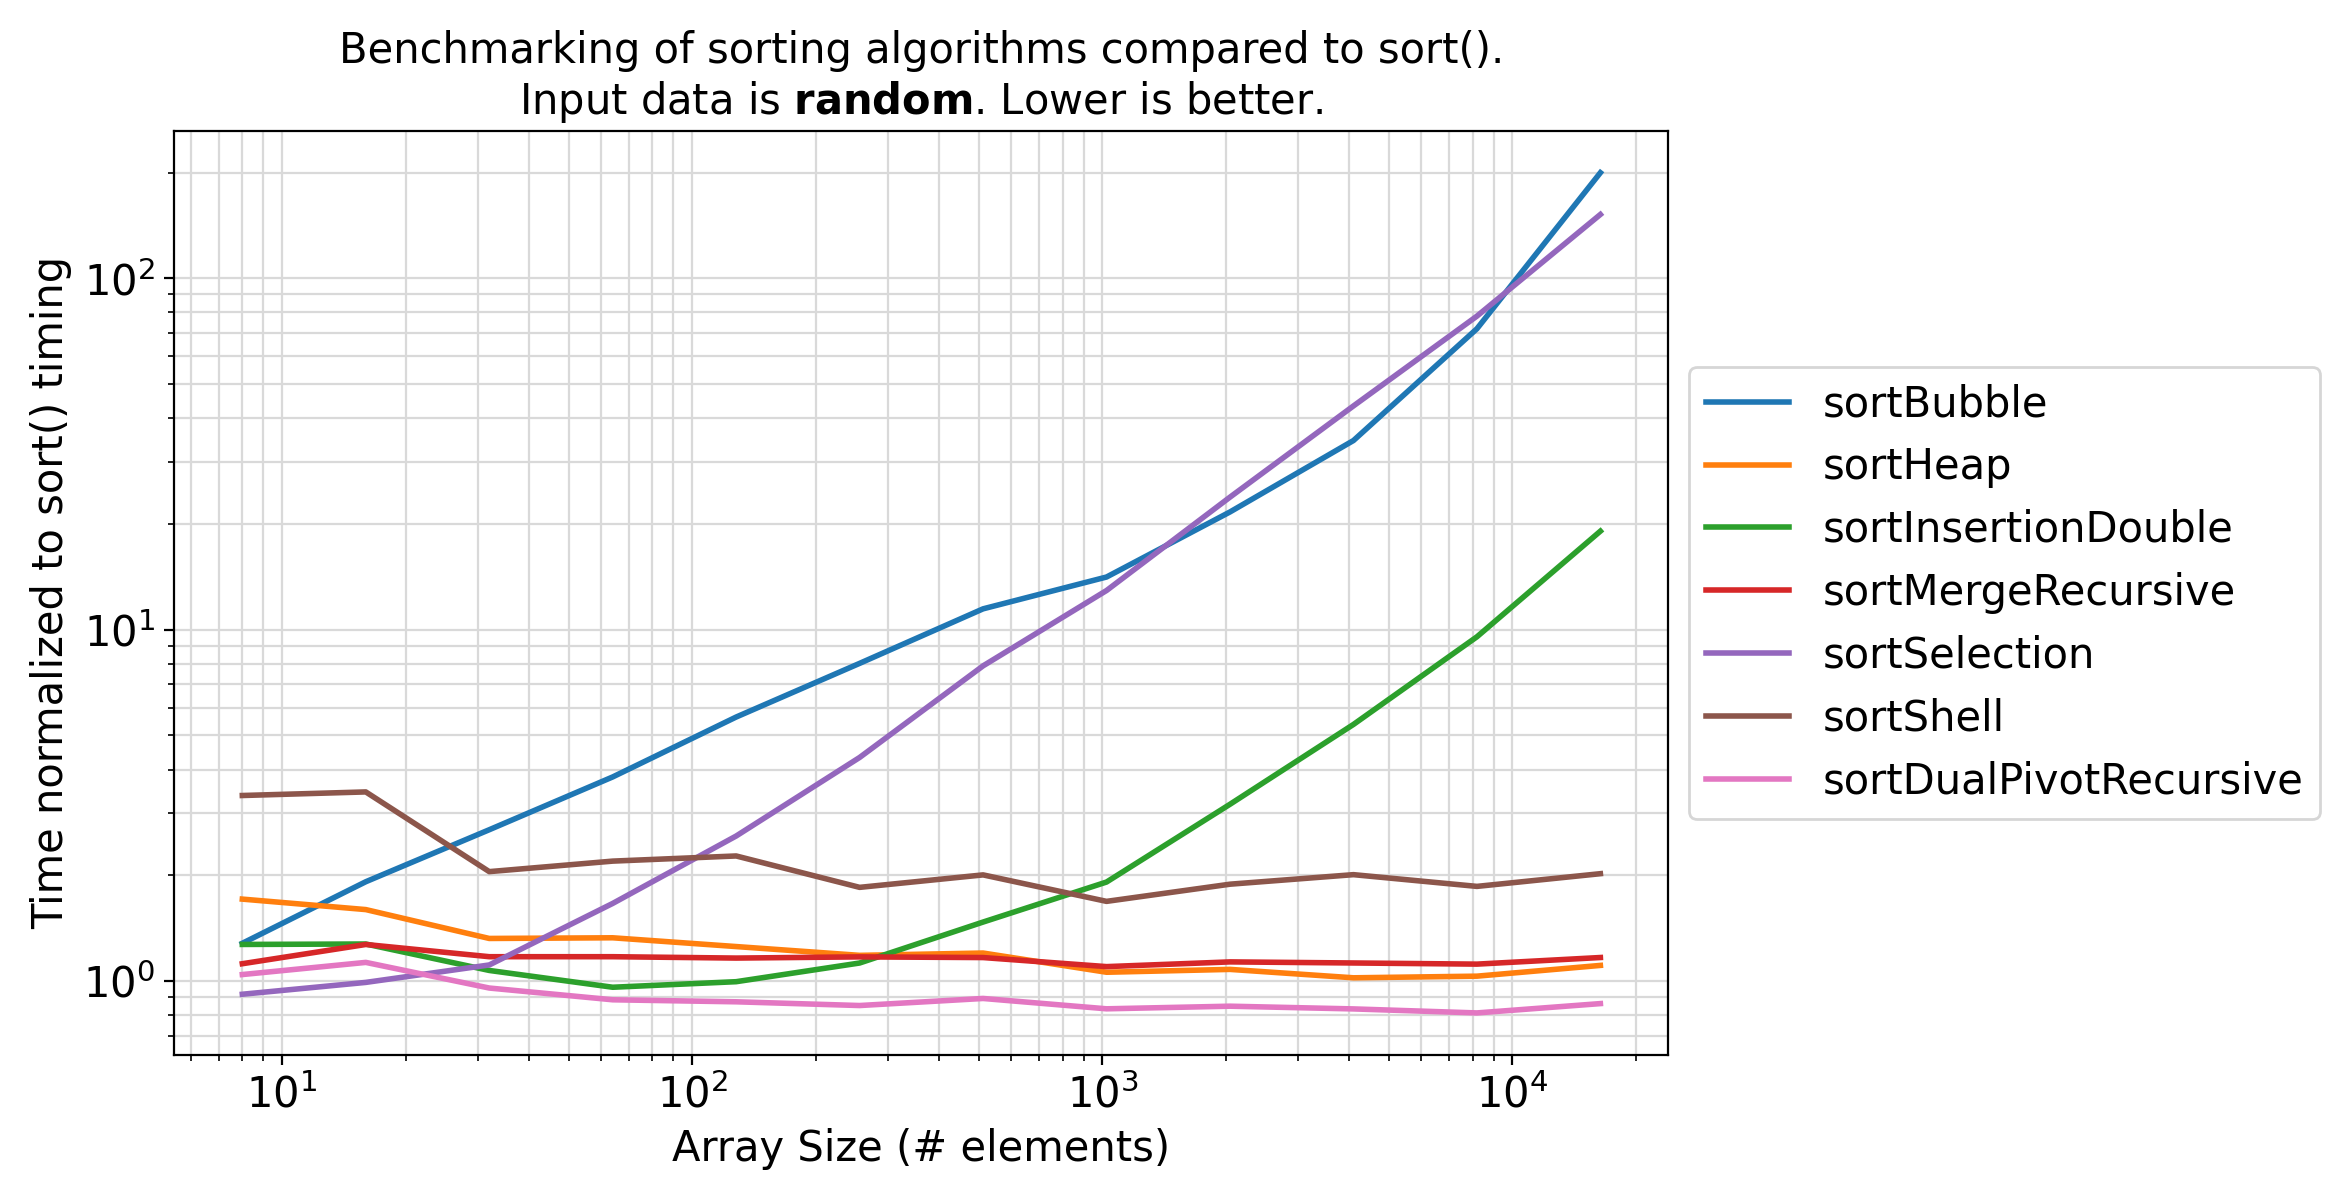 Benchmarking of sorting algorithms compared to sort().
Input data is random. Lower is better.
Time normalized to sort() timing
10²
10¹
10⁰
10¹
10²
10³
10⁴
Array Size (# elements)
sortBubble
sortHeap
sortInsertionDouble
sortMergeRecursive
sortSelection
sortShell
sortDualPivotRecursive